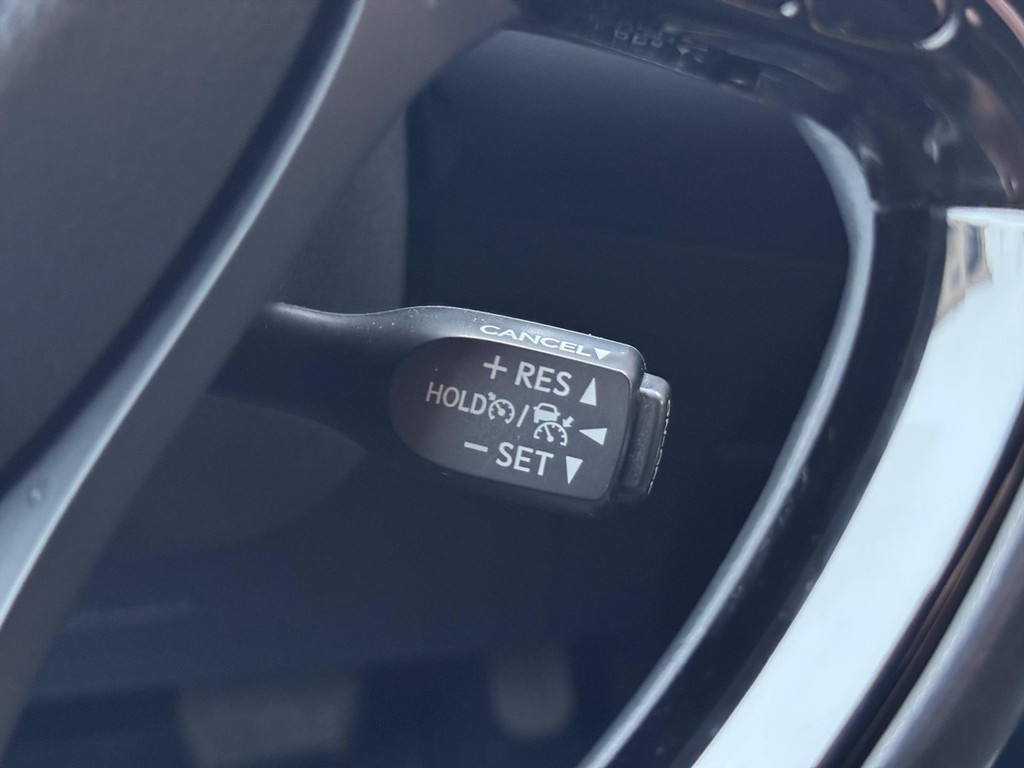 CANCEL▼
+ RES ▲
HOLD / ◀
− SET ▼